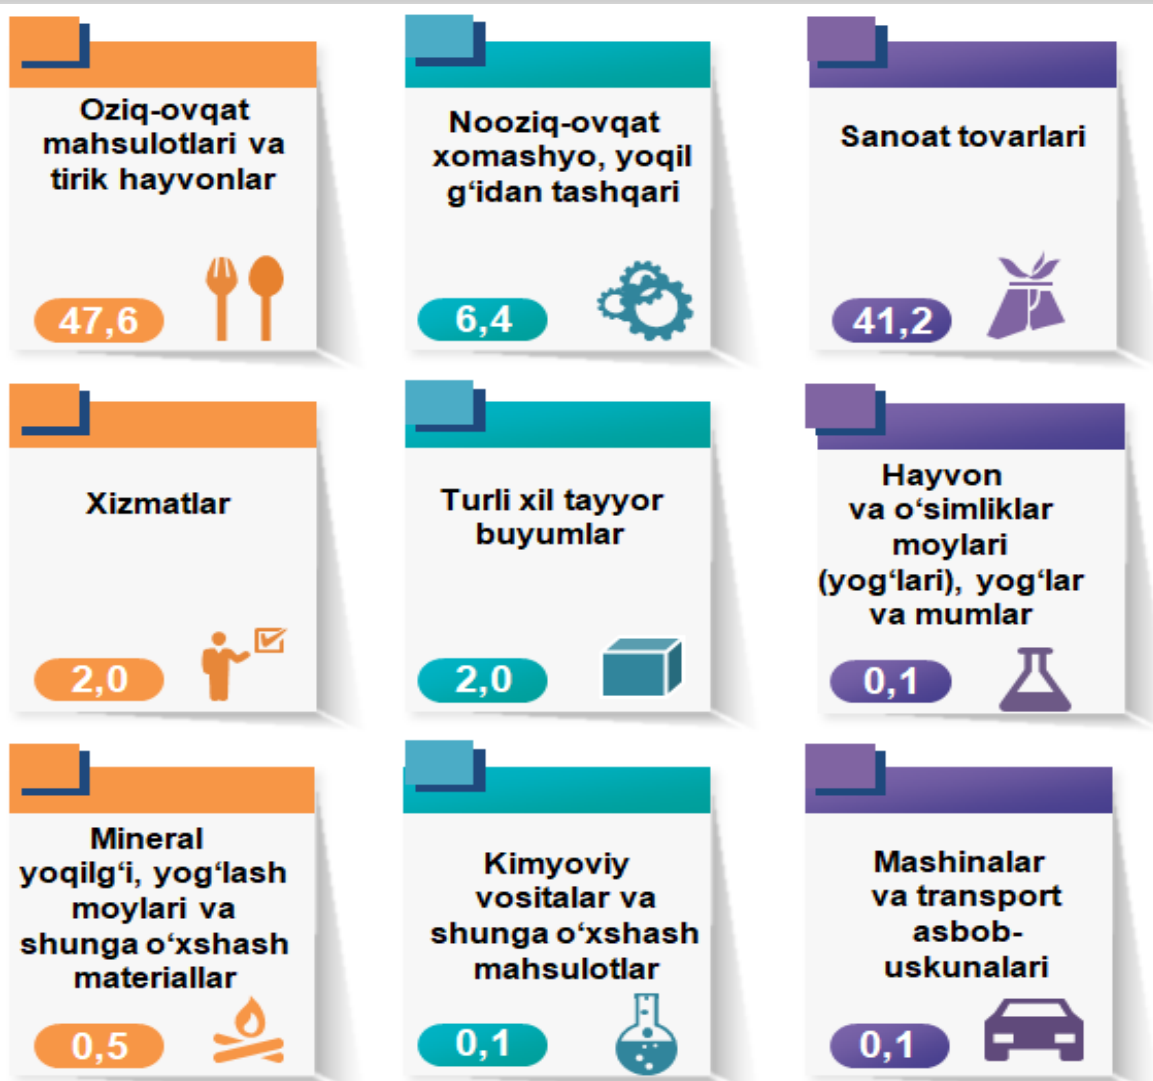 Oziq-ovqat
mahsulotlari va
tirik hayvonlar
47,6
Nooziq-ovqat
xomashyo, yoqil
g‘idan tashqari
6,4
Sanoat tovarlari
41,2
Xizmatlar
2,0
Turli xil tayyor
buyumlar
2,0
Hayvon
va o‘simliklar
moylari
(yog‘lari), yog‘lar
va mumlar
0,1
Mineral
yoqilg‘i, yog‘lash
moylari va
shunga o‘xshash
materiallar
0,5
Kimyoviy
vositalar va
shunga o‘xshash
mahsulotlar
0,1
Mashinalar
va transport
asbob-
uskunalari
0,1